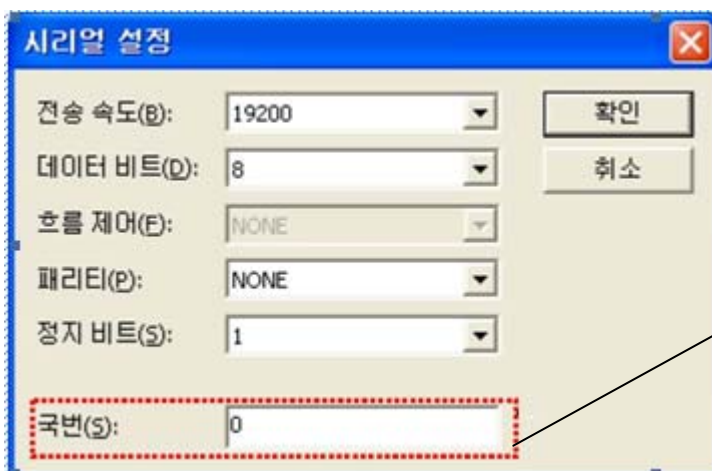 시리얼 설정
전송 속도(B): 19200 확인
데이터 비트(D): 8 취소
흐름 제어(F): NONE
패리티(P): NONE
정지 비트(S): 1
국번(S): 0